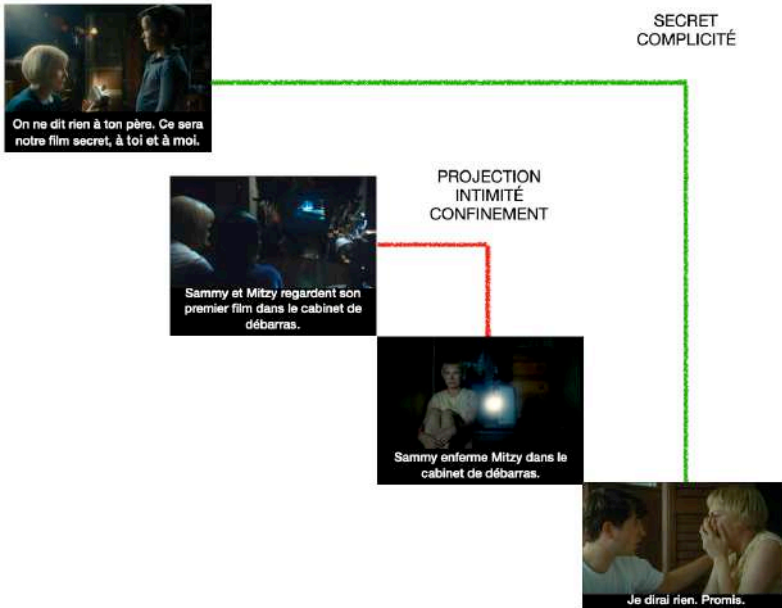 SECRET
COMPLICITÉ
On ne dit rien à ton père. Ce sera
notre film secret, à toi et à moi.
PROJECTION
INTIMITÉ
CONFINEMENT
Sammy et Mitzy regardent son
premier film dans le cabinet de
débarras.
Sammy enferme Mitzy dans le
cabinet de débarras.
Je dirai rien. Promis.